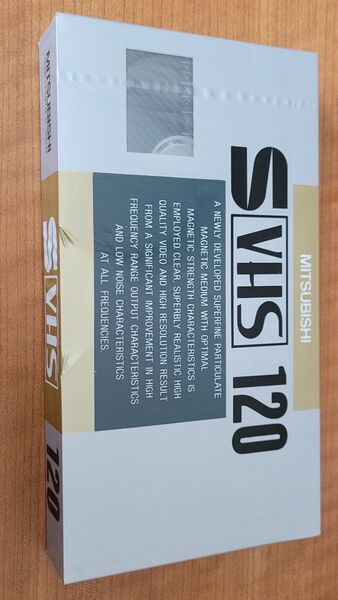 MITSUBISHI
S VHS 120
A NEWLY DEVELOPED SUPERFINE PARTICULATE
MAGNETIC MEDIUM WITH OPTIMAL
MAGNETIC STRENGTH CHARACTERISTICS IS
EMPLOYED. CLEAR, SUPERBLY REALISTIC HIGH
QUALITY VIDEO AND HIGH RESOLUTION RESULT
FROM A SIGNIFICANT IMPROVEMENT IN HIGH
FREQUENCY RANGE OUTPUT CHARACTERISTICS
AND LOW NOISE CHARACTERISTICS
AT ALL FREQUENCIES.
MITSUBISHI
S VHS 120